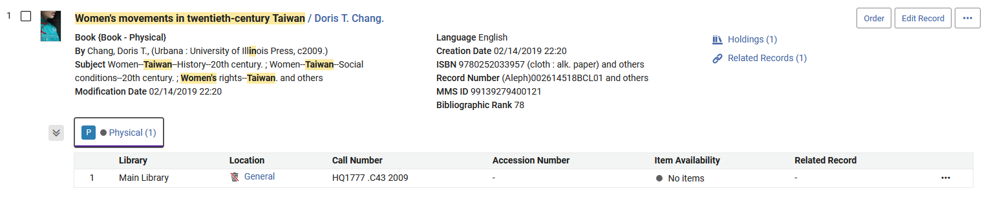 1 Women's movements in twentieth-century Taiwan / Doris T. Chang. Order Edit Record
Book {Book - Physical}
By Chang, Doris T., (Urbana : University of Illinois Press, c2009.)
Subject Women--Taiwan--History--20th century. ; Women--Taiwan--Social
conditions--20th century. ; Women's rights--Taiwan. and others
Modification Date 02/14/2019 22:20
Language English
Creation Date 02/14/2019 22:20
ISBN 9780252033957 (cloth : alk. paper) and others
Record Number (Aleph)002614518BCL01 and others
MMS ID 99139279400121
Bibliographic Rank 78
Holdings (1)
Related Records (1)
P Physical (1)
Library Location Call Number Accession Number Item Availability Related Record
1 Main Library General HQ1777 .C43 2009 - No items -